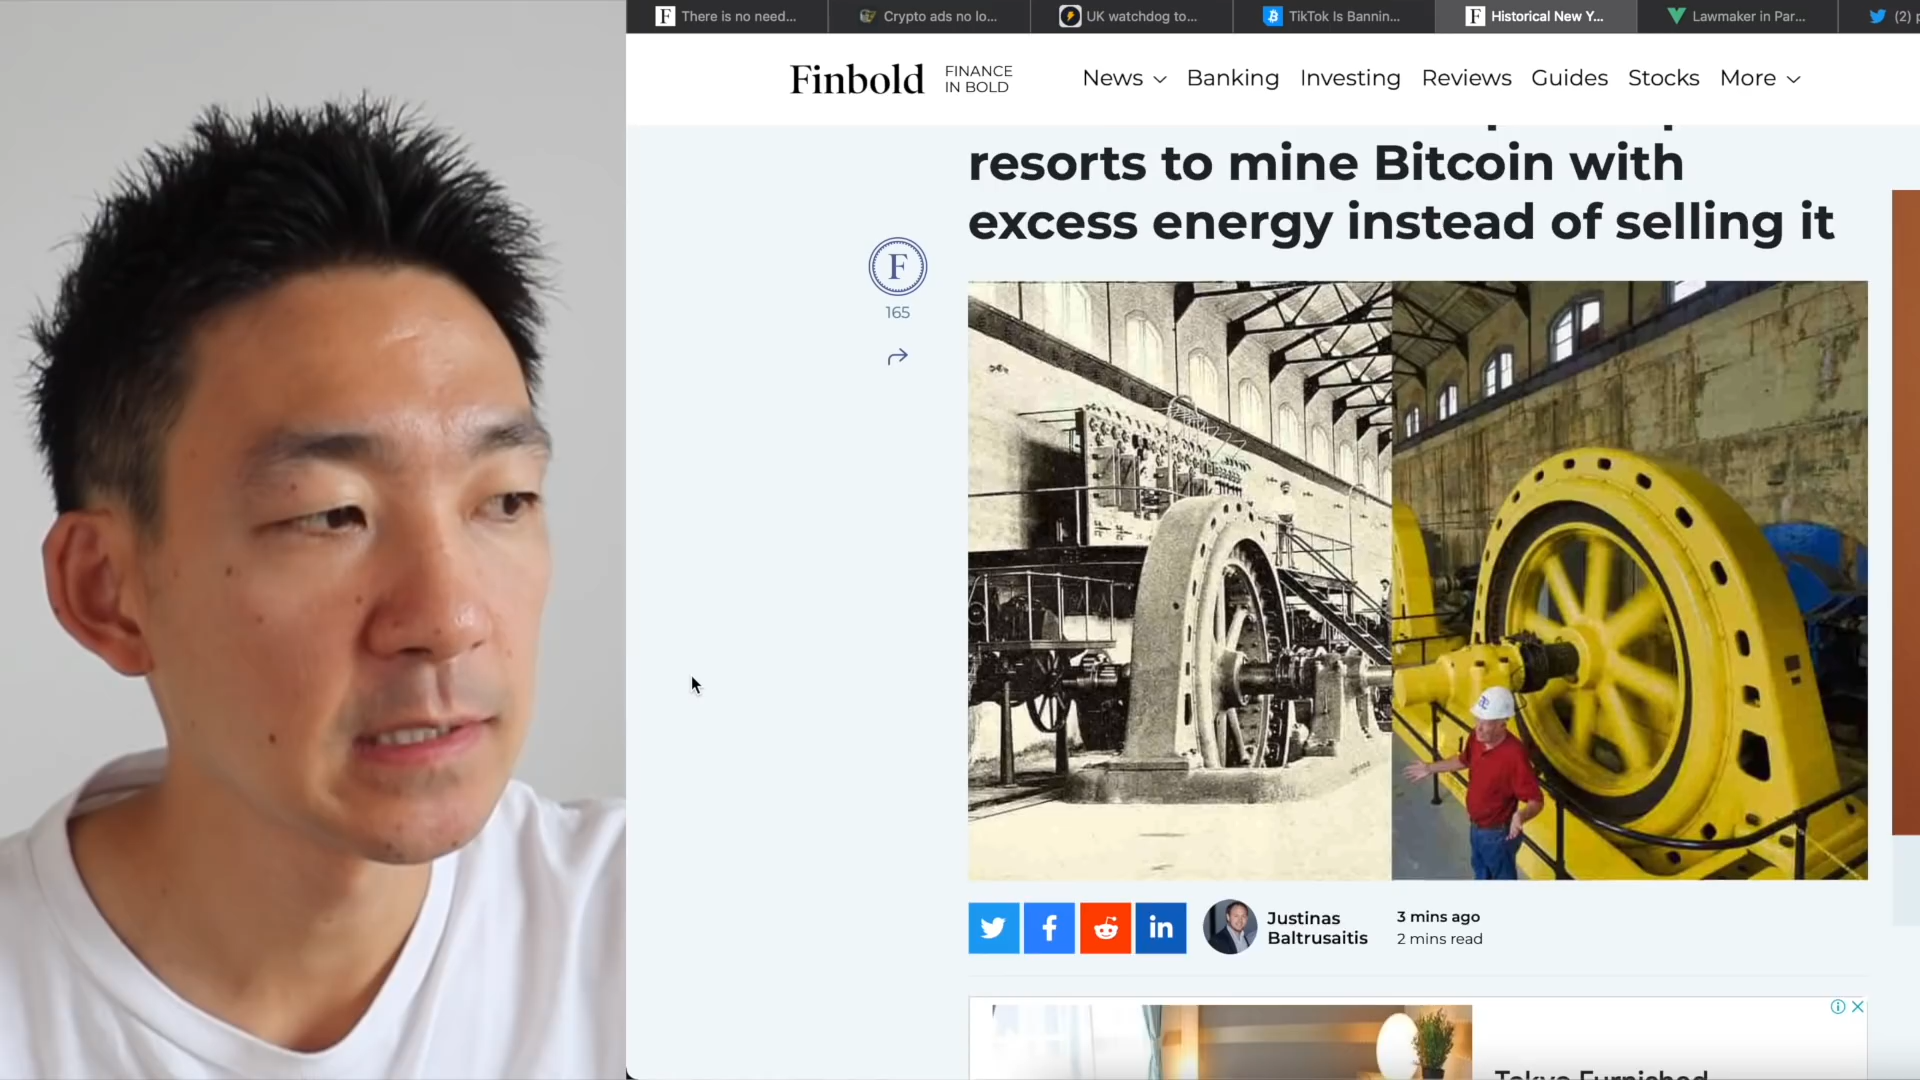 There is no need...
Crypto ads no lo...
UK watchdog to...
TikTok Is Bannin...
Historical New Y...
Lawmaker in Par...
(2)
Finbold
FINANCE
IN BOLD
News
Banking
Investing
Reviews
Guides
Stocks
More
resorts to mine Bitcoin with
excess energy instead of selling it
F
165
Justinas
Baltrusaitis
3 mins ago
2 mins read